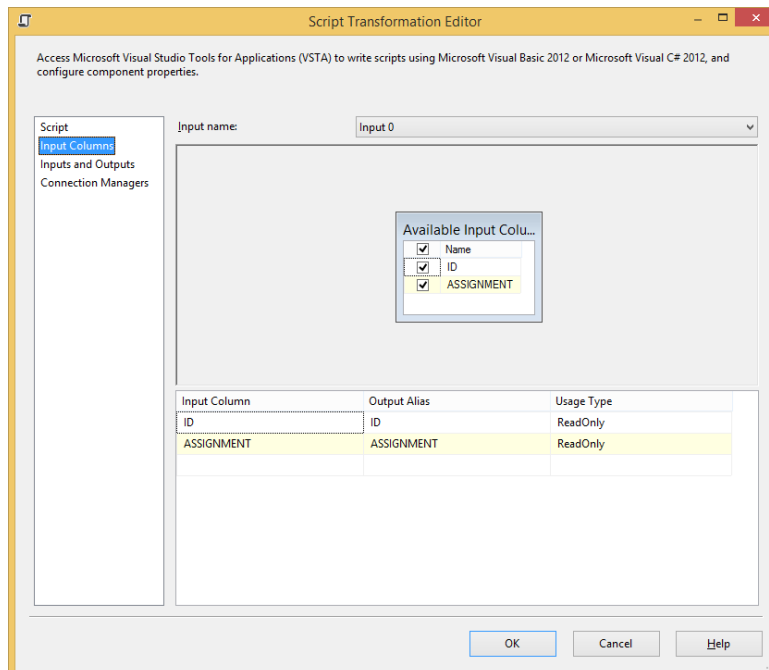 Script Transformation Editor
Access Microsoft Visual Studio Tools for Applications (VSTA) to write scripts using Microsoft Visual Basic 2012 or Microsoft Visual C# 2012, and
configure component properties.
Script
Input Columns
Inputs and Outputs
Connection Managers
Input name:
Input 0
Available Input Colu...
Name
ID
ASSIGNMENT
Input Column Output Alias Usage Type
ID ID ReadOnly
ASSIGNMENT ASSIGNMENT ReadOnly
OK Cancel Help